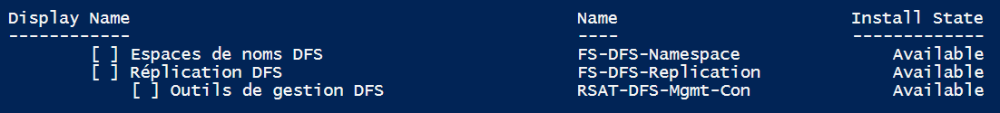 Display Name Name Install State
------------ ---- -------------
[ ] Espaces de noms DFS FS-DFS-Namespace Available
[ ] Réplication DFS FS-DFS-Replication Available
[ ] Outils de gestion DFS RSAT-DFS-Mgmt-Con Available